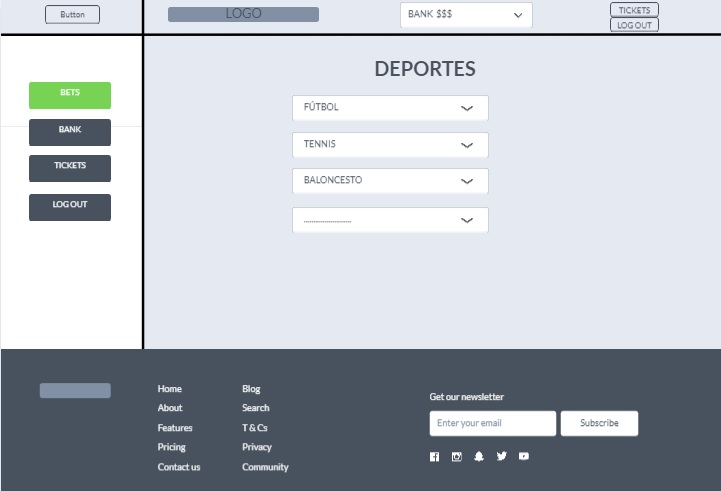 Button
LOGO
BANK $$$
TICKETS
LOG OUT
BETS
BANK
TICKETS
LOG OUT
DEPORTES
FÚTBOL
TENNIS
BALONCESTO
........................
Home
About
Features
Pricing
Contact us
Blog
Search
T & Cs
Privacy
Community
Get our newsletter
Enter your email
Subscribe